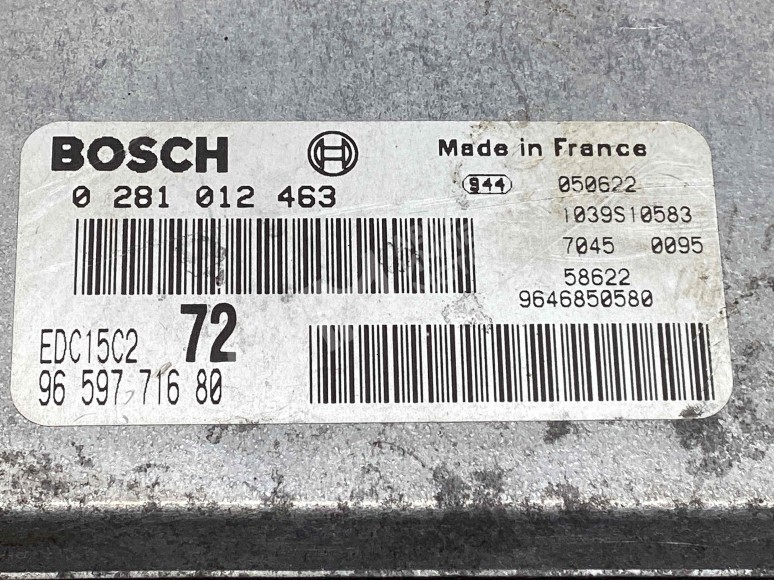 BOSCH
Made in France
0 281 012 463
944 050622
1039S10583
7045 0095
58622
9646850580
EDC15C2 72
96 597 716 80